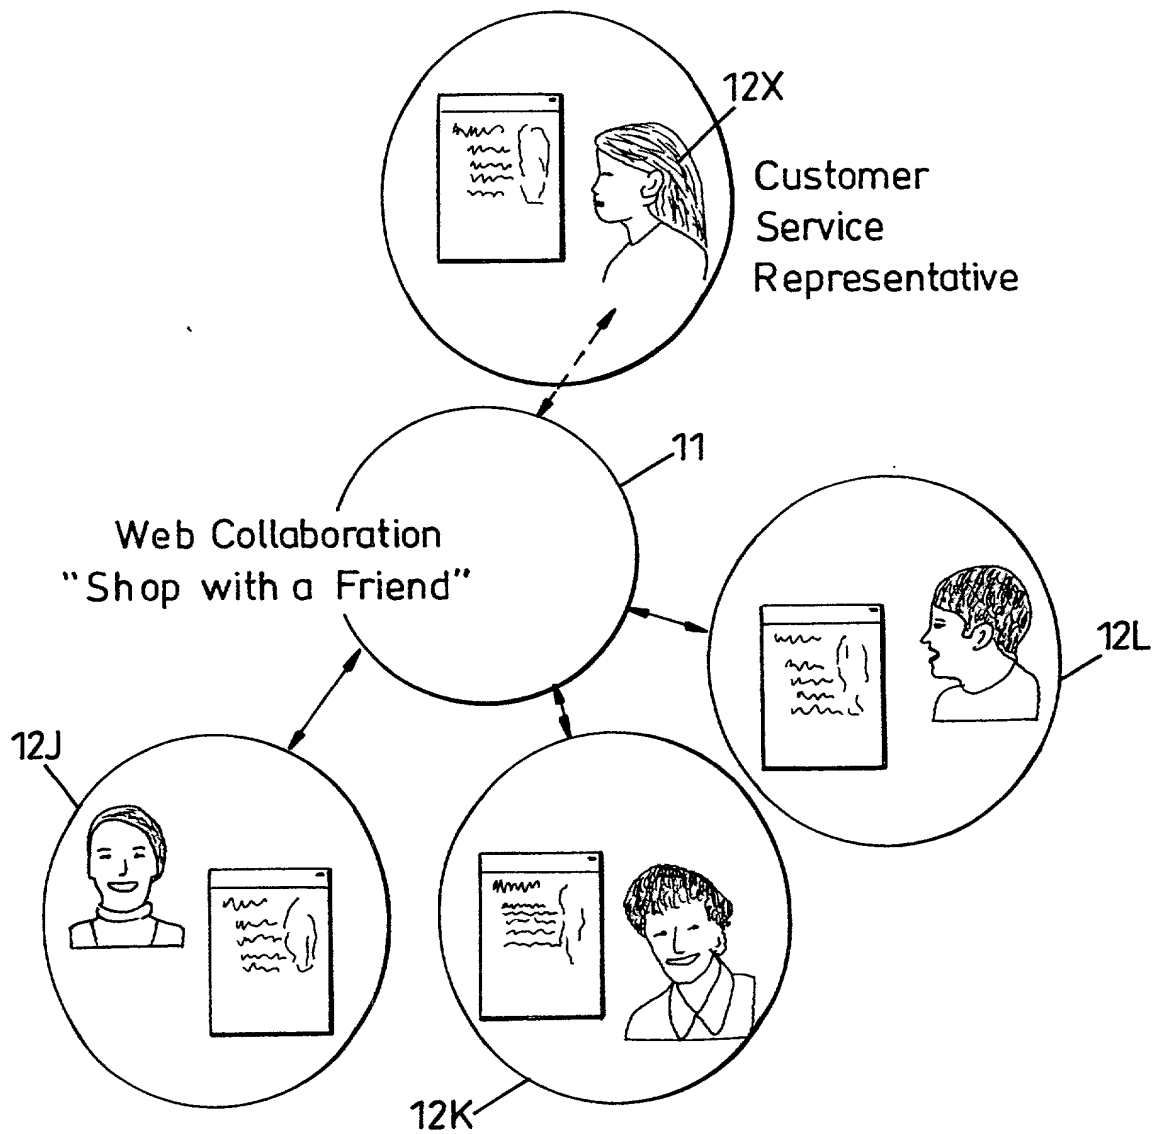 12X
Customer
Service
Representative
11
Web Collaboration
"Shop with a Friend"
12L
12J
12K